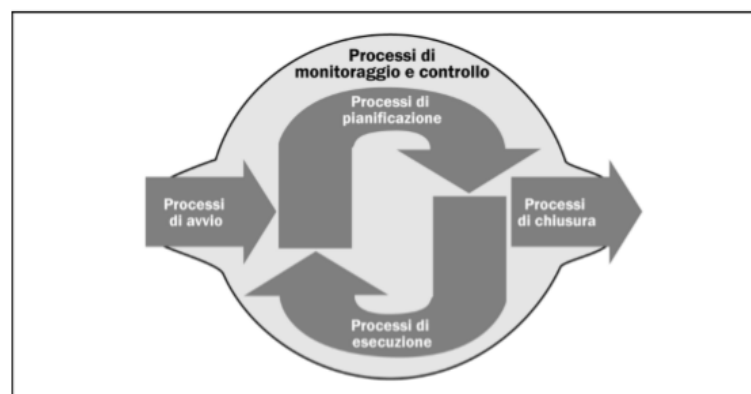 Processi di
monitoraggio e controllo
Processi di
pianificazione
Processi
di avvio
Processi
di chiusura
Processi di
esecuzione